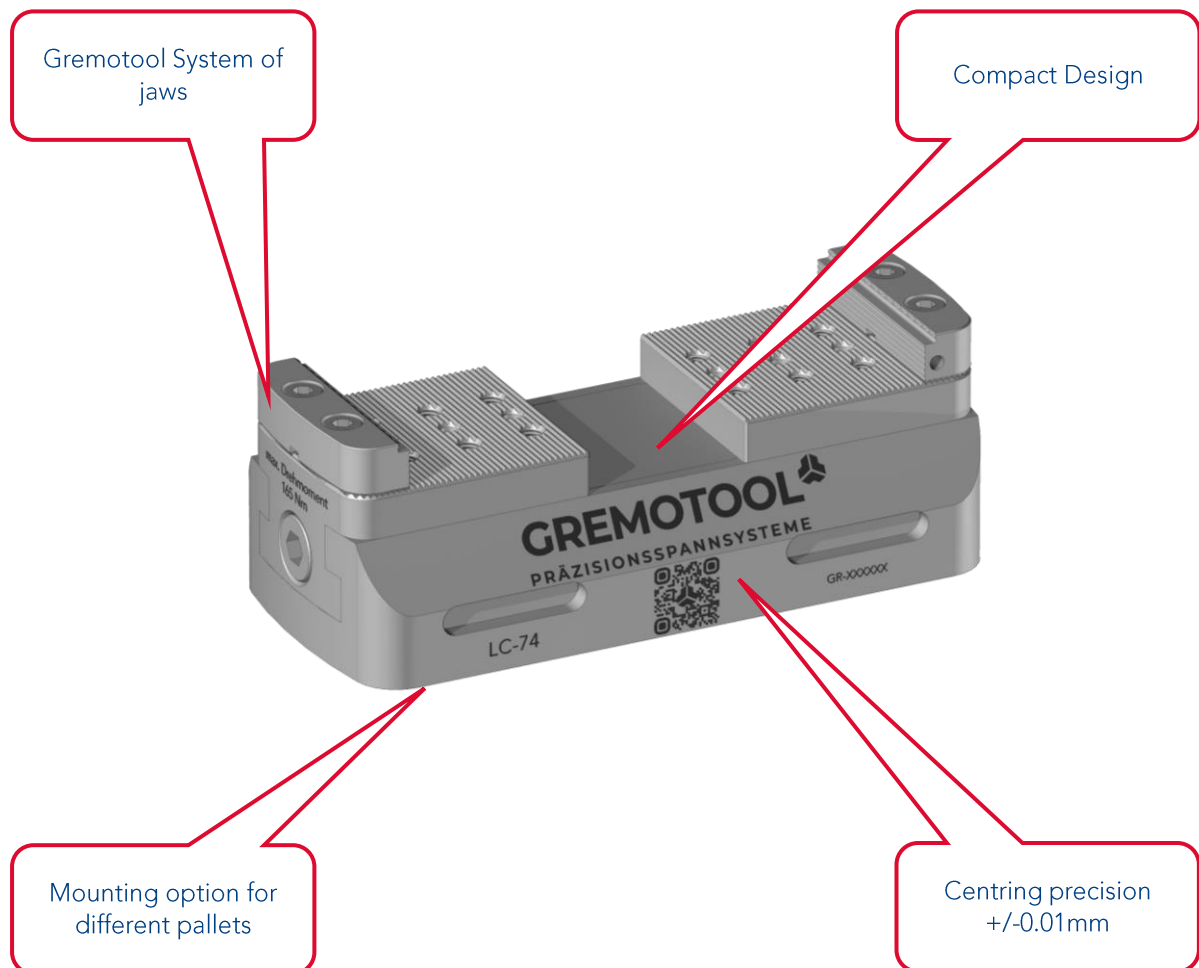 Gremotool System of
jaws
Compact Design
max. Drehmoment
165 Nm
GREMOTOOL
PRÄZISIONSSPANNSYSTEME
GR-XXXXXX
LC-74
Mounting option for
different pallets
Centring precision
+/-0.01mm